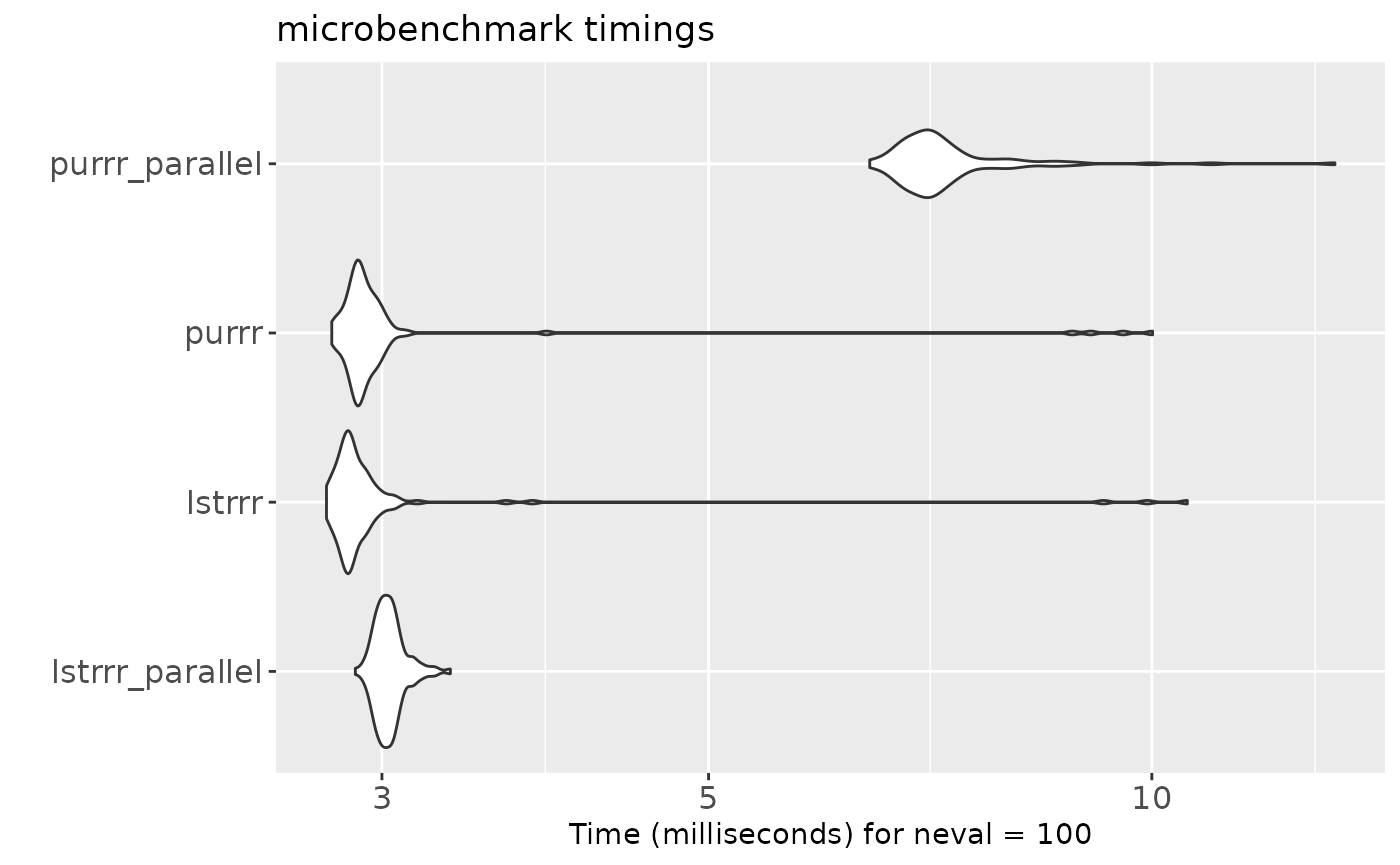 microbenchmark timings
purrr_parallel
purrr
lstrrr
lstrrr_parallel
3 5 10
Time (milliseconds) for neval = 100